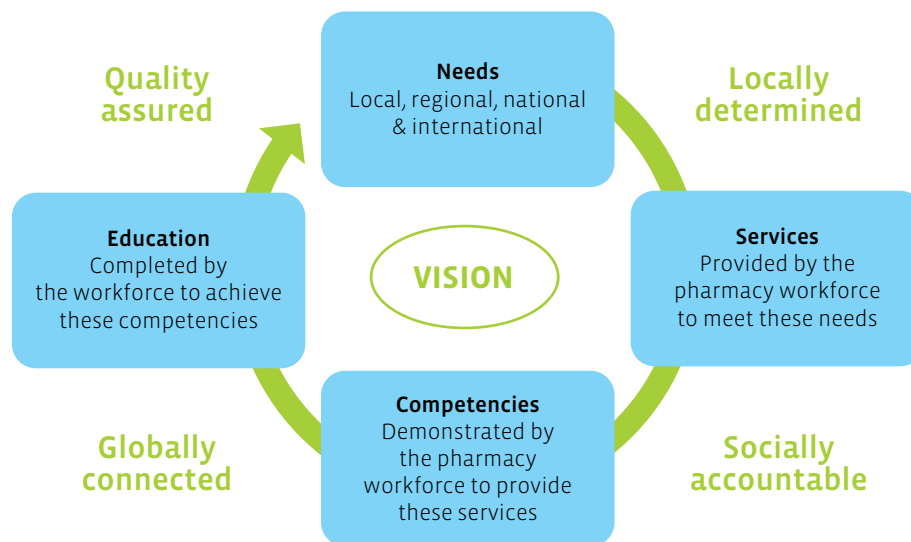 Quality
assured
Needs
Local, regional, national
& international
Locally
determined
Education
Completed by
the workforce to achieve
these competencies
VISION
Services
Provided by the
pharmacy workforce
to meet these needs
Globally
connected
Competencies
Demonstrated by
the pharmacy
workforce to provide
these services
Socially
accountable